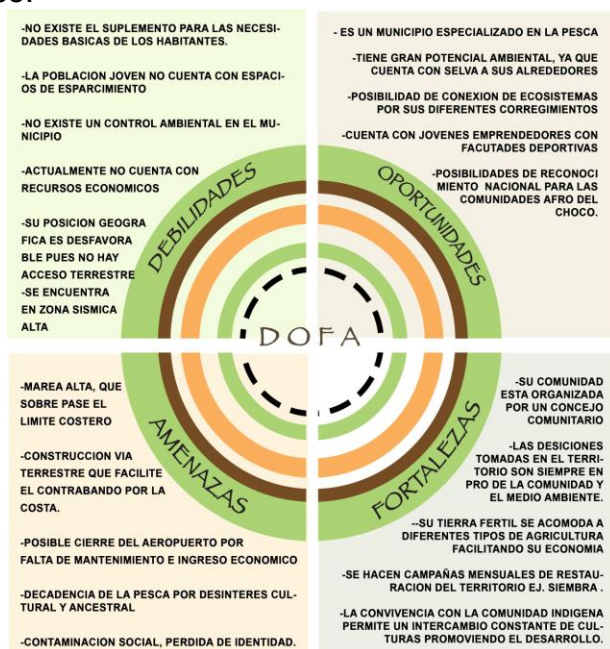 -NO EXISTE EL SUPLEMENTO PARA LAS NECESI-
DADES BASICAS DE LOS HABITANTES.
-LA POBLACION JOVEN NO CUENTA CON ESPACI-
OS DE ESPARCIMIENTO
-NO EXISTE UN CONTROL AMBIENTAL EN EL MU-
NICIPIO
-ACTUALMENTE NO CUENTA CON
RECURSOS ECONOMICOS
-SU POSICION GEOGRA
FICA ES DESFAVORA
BLE PUES NO HAY
ACCESO TERRESTRE
-SE ENCUENTRA
EN ZONA SISMICA
ALTA
DEBILIDADES
- ES UN MUNICIPIO ESPECIALIZADO EN LA PESCA
-TIENE GRAN POTENCIAL AMBIENTAL, YA QUE
CUENTA CON SELVA A SUS ALREDEDORES
-POSIBILIDAD DE CONEXION DE ECOSISTEMAS
POR SUS DIFERENTES CORREGIMIENTOS
-CUENTA CON JOVENES EMPRENDEDORES CON
FACUTADES DEPORTIVAS
-POSIBILIDADES DE RECONOCI
MIENTO NACIONAL PARA LAS
COMUNIDADES AFRO DEL
CHOCO.
OPORTUNIDADES
DOFA
-MAREA ALTA, QUE
SOBRE PASE EL
LIMITE COSTERO
-CONSTRUCCION VIA
TERRESTRE QUE FACILITE
EL CONTRABANDO POR LA
COSTA.
-POSIBLE CIERRE DEL AEROPUERTO POR
FALTA DE MANTENIMIENTO E INGRESO ECONOMICO
-DECADENCIA DE LA PESCA POR DESINTERES CUL-
TURAL Y ANCESTRAL
-CONTAMINACION SOCIAL, PERDIDA DE IDENTIDAD.
AMENAZAS
-SU COMUNIDAD
ESTA ORGANIZADA
POR UN CONCEJO
COMUNITARIO
-LAS DESICIONES
TOMADAS EN EL TERRI-
TORIO SON SIEMPRE EN
PRO DE LA COMUNIDAD Y
EL MEDIO AMBIENTE.
--SU TIERRA FERTIL SE ACOMODA A
DIFERENTES TIPOS DE AGRICULTURA
FACILITANDO SU ECONOMIA
-SE HACEN CAMPAÑAS MENSUALES DE RESTAU-
RACION DEL TERRITORIO EJ. SIEMBRA .
-LA CONVIVENCIA CON LA COMUNIDAD INDIGENA
PERMITE UN INTERCAMBIO CONSTANTE DE CUL-
TURAS PROMOVIENDO EL DESARROLLO.
FORTALEZAS